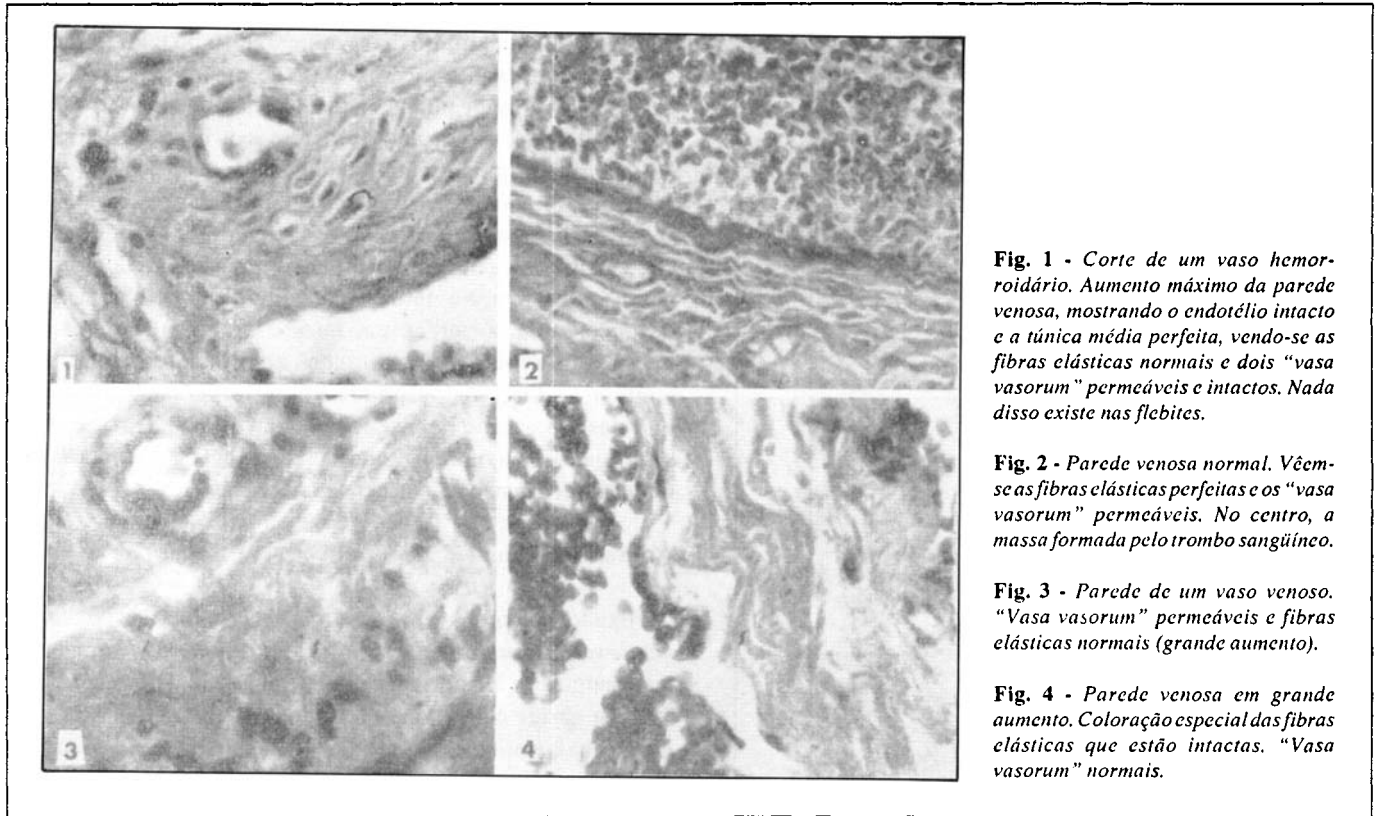 1
2
3
4
Fig. 1 - Corte de um vaso hemor-
roidário. Aumento máximo da parede
venosa, mostrando o endotélio intacto
e a túnica média perfeita, vendo-se as
fibras elásticas normais e dois "vasa
vasorum" permeáveis e intactos. Nada
disso existe nas flebites.
Fig. 2 - Parede venosa normal. Vêem-
se as fibras elásticas perfeitas e os "vasa
vasorum" permeáveis. No centro, a
massa formada pelo trombo sangüíneo.
Fig. 3 - Parede de um vaso venoso.
"Vasa vasorum" permeáveis e fibras
elásticas normais (grande aumento).
Fig. 4 - Parede venosa em grande
aumento. Coloração especial das fibras
elásticas que estão intactas. "Vasa
vasorum" normais.